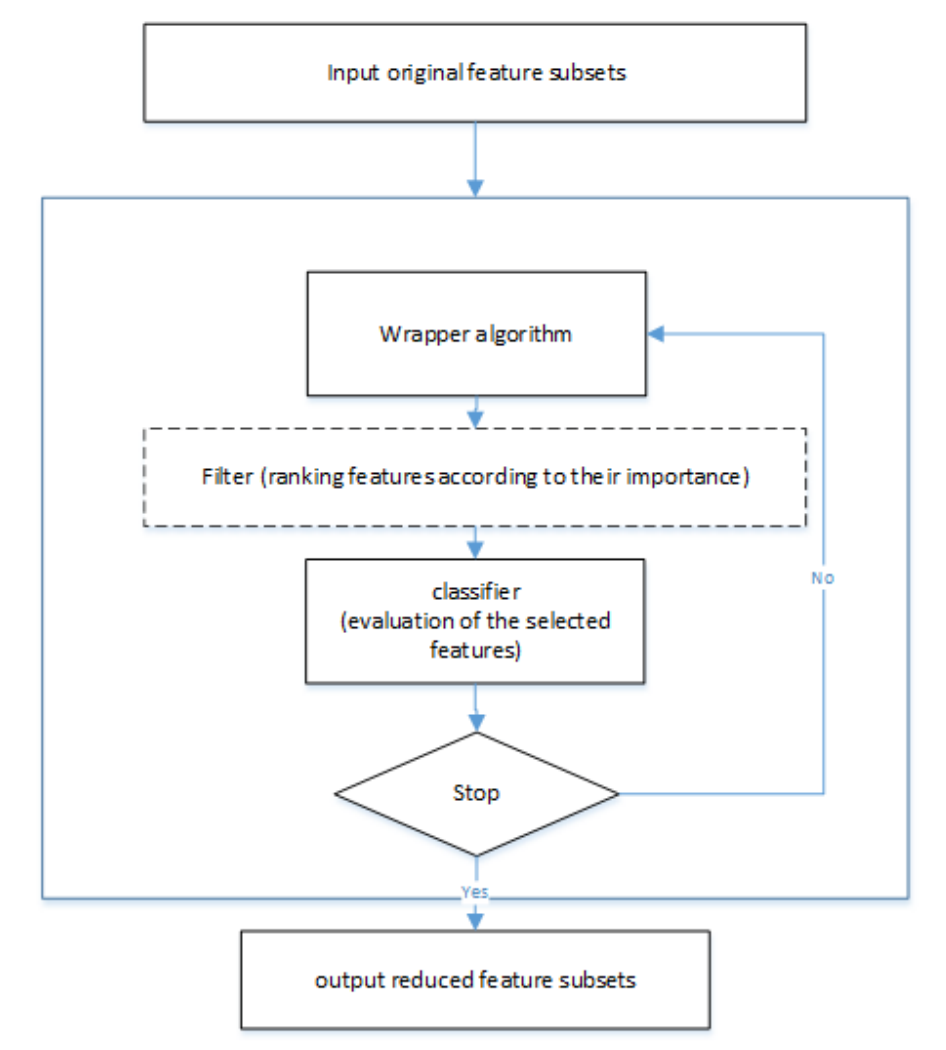 Input original feature subsets
Wrapper algorithm
Filter (ranking features according to their importance)
classifier
(evaluation of the selected
features)
No
Stop
Yes
output reduced feature subsets